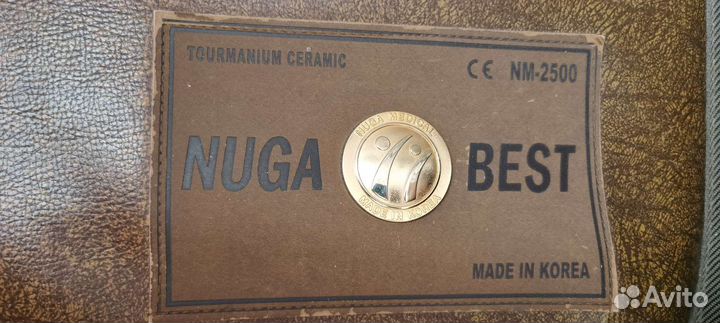 TOURMANIUM CERAMIC
CE NM-2500
NUGA BEST
NUGA MEDICAL
MADE IN KOREA
MADE IN KOREA
Avito